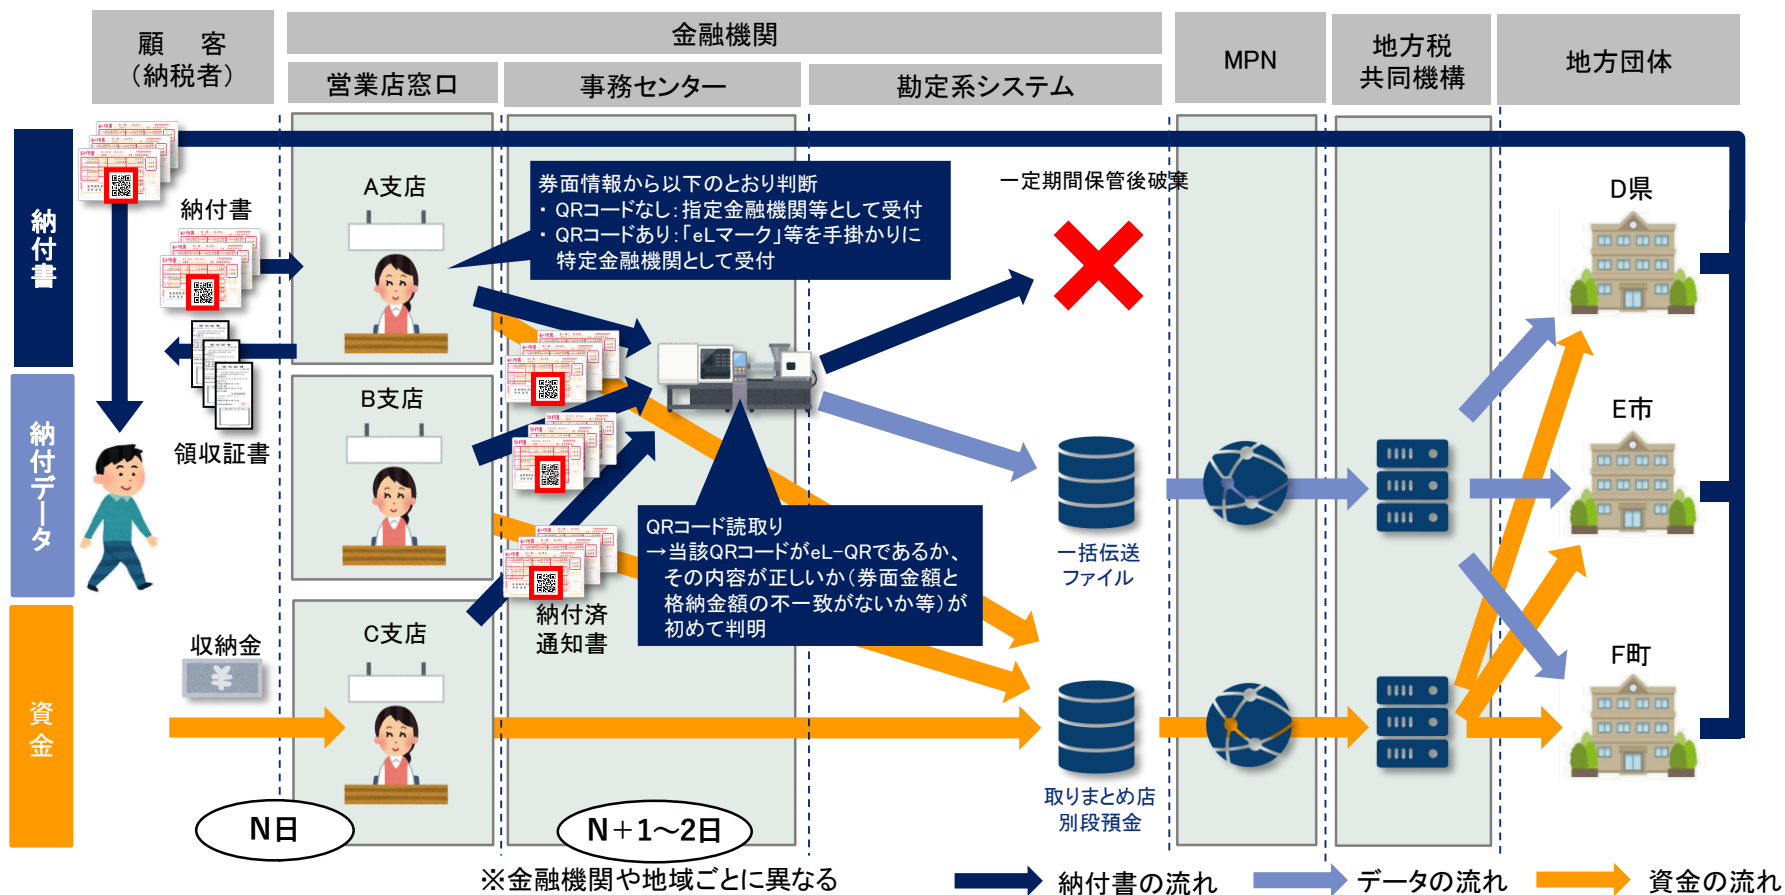 顧　客
（納税者）
金融機関
営業店窓口
事務センター
勘定系システム
MPN
地方税
共同機構
地方団体
納付書
納付データ
資金
納付書
領収証書
収納金
A支店
B支店
C支店
券面情報から以下のとおり判断
・ QRコードなし：指定金融機関等として受付
・ QRコードあり：「eLマーク」等を手掛かりに
特定金融機関として受付
一定期間保管後破棄
QRコード読取り
→当該QRコードがeL-QRであるか、
その内容が正しいか（券面金額と
格納金額の不一致がないか等）が
初めて判明
納付済
通知書
一括伝送
ファイル
取りまとめ店
別段預金
D県
E市
F町
N日
N＋1～2日
※金融機関や地域ごとに異なる
納付書の流れ
データの流れ
資金の流れ